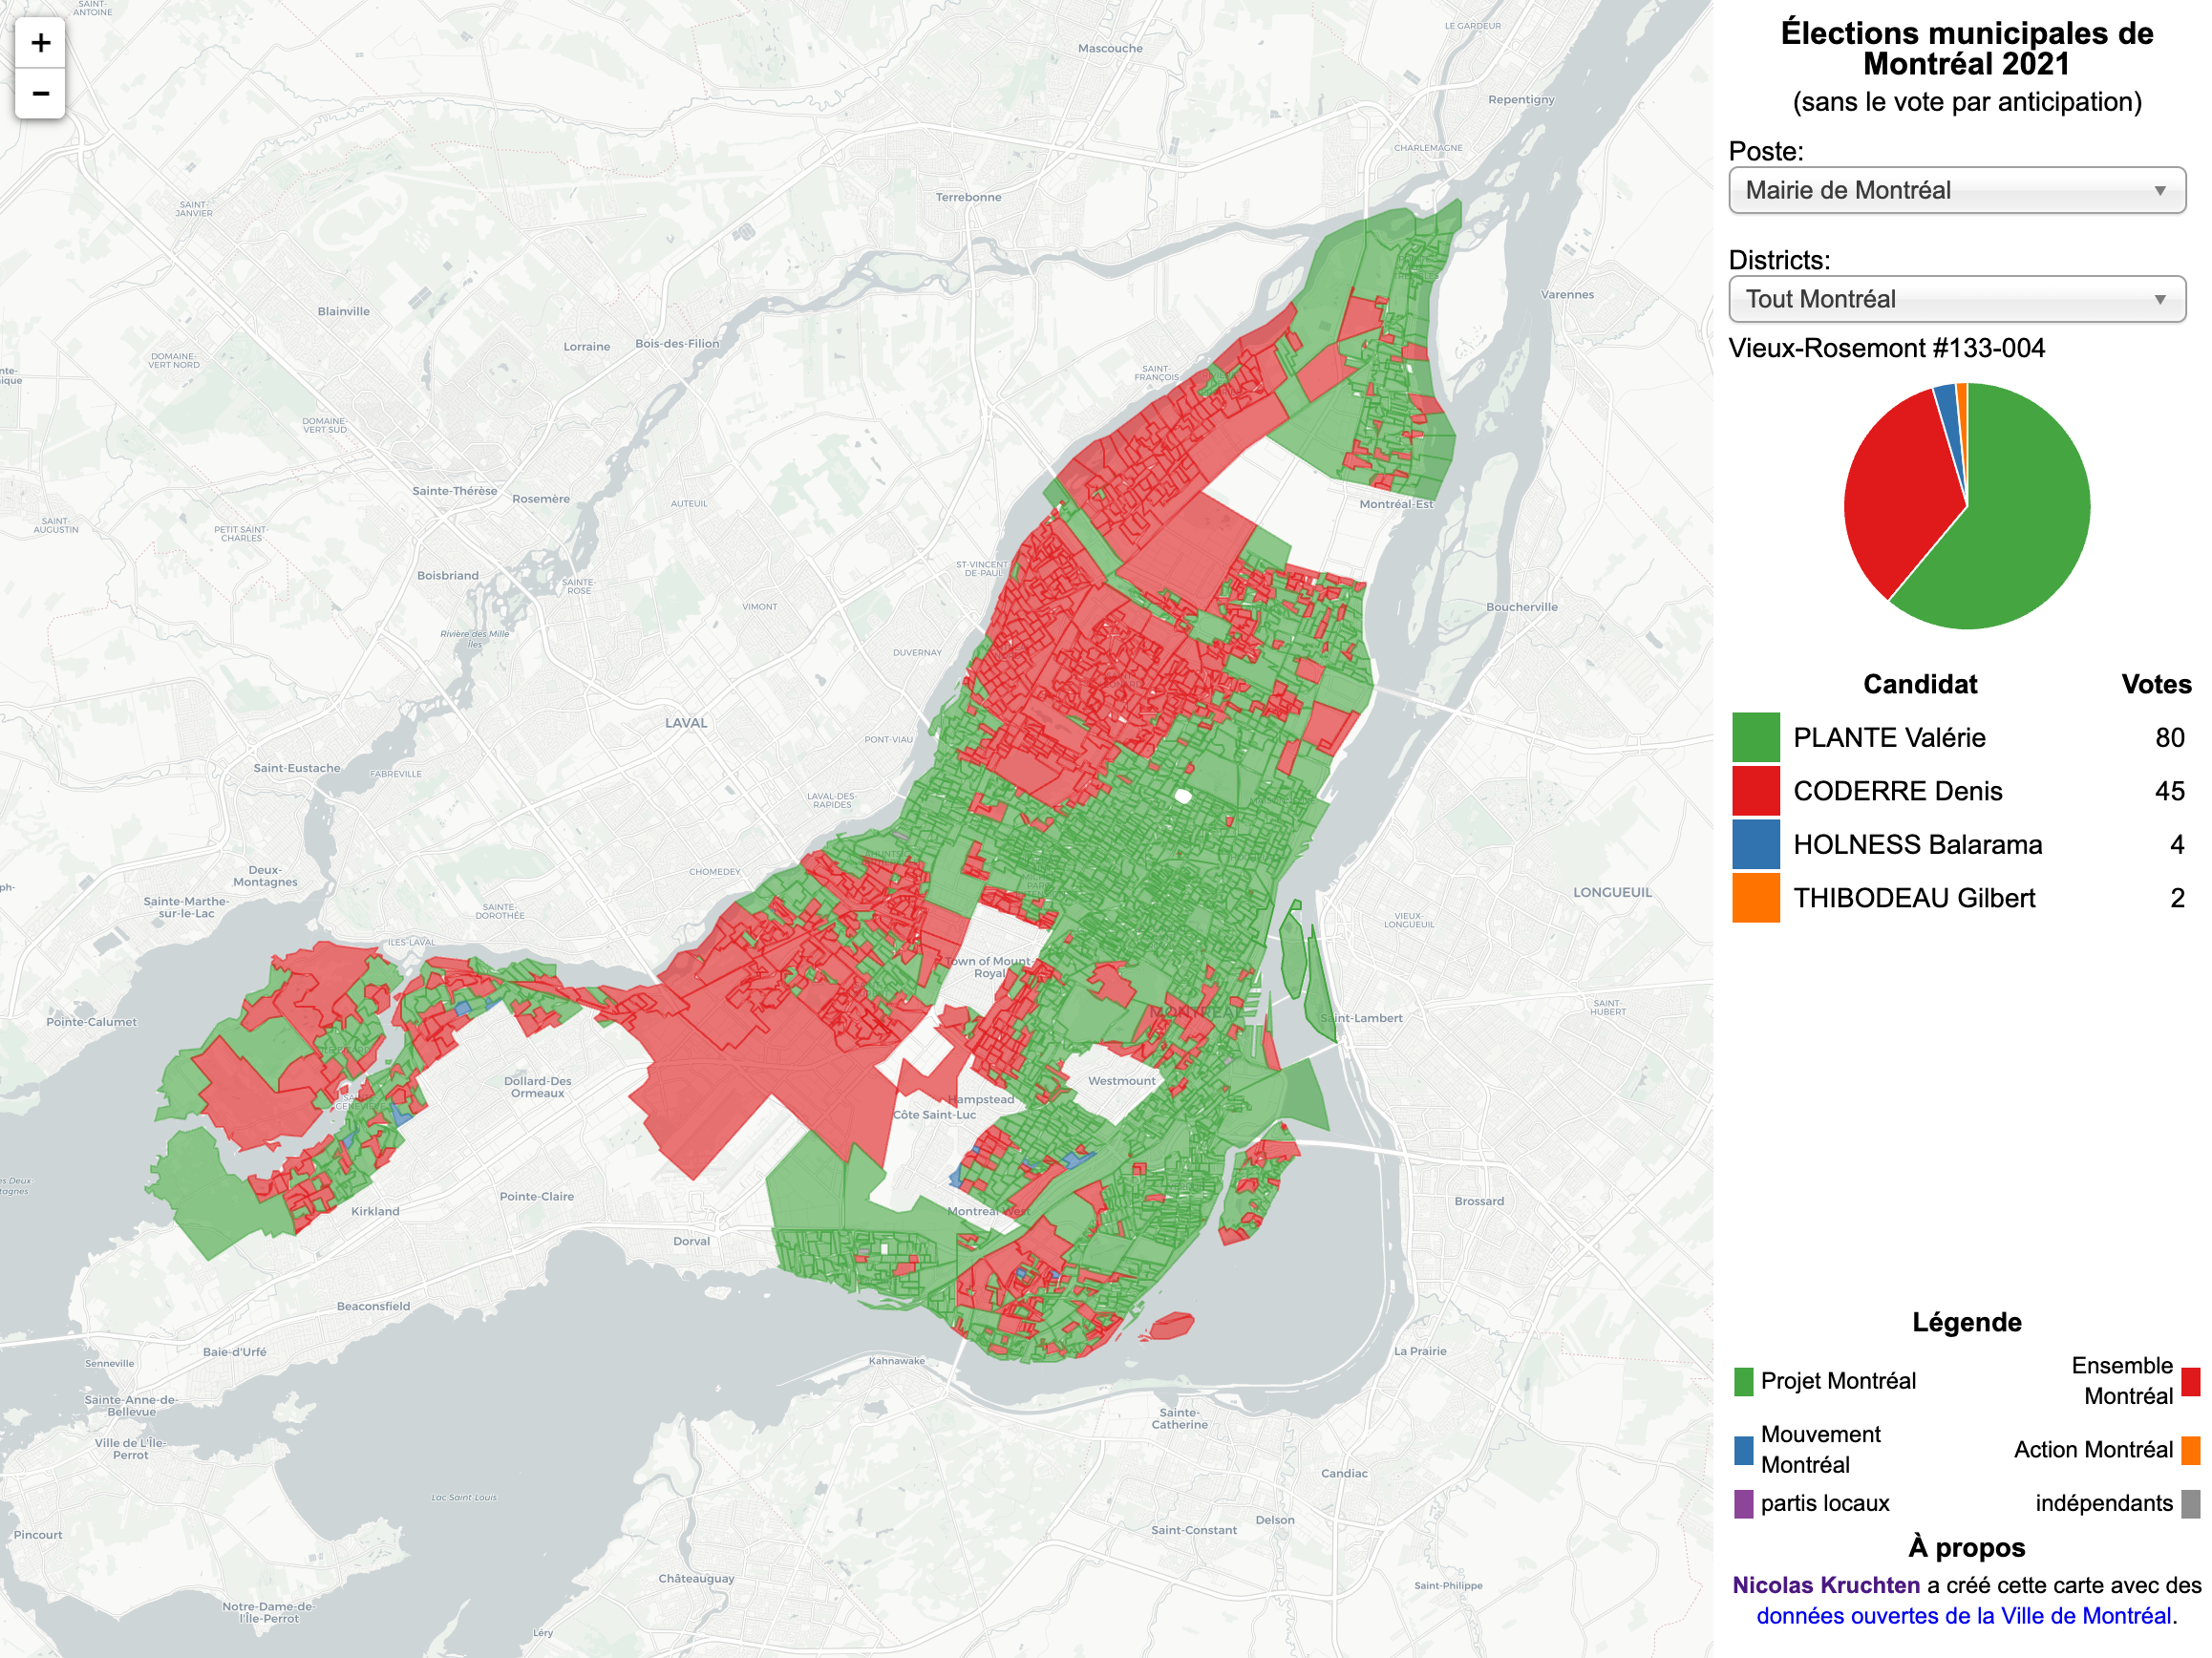 SAINT-
ANTOINE
+
−
Mascouche
LE GARDEUR
Repentigny
CHARLEMAGNE
Terrebonne
SAINT-
JANVIER
Varennes
Blainville
Lorraine
Bois-des-Filion
DOMAINE-
VERT NORD
SAINT-
FRANÇOIS
DOMAINE-
VERT SUD
Sainte-Thérèse
Rosemère
AUTEUIL
Montréal-Est
SAINT-
AUGUSTIN
PETIT SAINT-
CHARLES
Boisbriand
SAINTE-
ROSE
ST-VINCENT
DE-PAUL
VIMONT
Boucherville
Rivière des Mille
Îles
DUVERNAY
LAVAL
PONT-VIAU
Saint-Eustache
FABREVILLE
LAVAL-DES-
RAPIDES
Deux-
Montagnes
CHOMEDEY
LONGUEUIL
Sainte-Marthe-
sur-le-Lac
SAINTE-
DOROTHÉE
VIEUX-
LONGUEUIL
ILES-LAVAL
Town of Mount-
Royal
Pointe-Calumet
MONTRÉAL
Saint-Lambert
SAINT-
HUBERT
Dollard-Des
Ormeaux
Westmount
Hampstead
Côte Saint-Luc
Pointe-Claire
Kirkland
Montreal West
Brossard
Dorval
Beaconsfield
Baie-d'Urfé
Senneville
Kahnawake
La Prairie
Sainte-Anne-de-
Bellevue
Sainte-
Catherine
Ville de L'Île-
Perrot
Candiac
Lac Saint Louis
Pincourt
Saint-Constant
Delson
Châteauguay
Saint-Philippe
Notre-Dame-de-
l'Île-Perrot
Léry
Élections municipales de
Montréal 2021
(sans le vote par anticipation)
Poste:
Mairie de Montréal
Districts:
Tout Montréal
Vieux-Rosemont #133-004
Candidat Votes
PLANTE Valérie 80
CODERRE Denis 45
HOLNESS Balarama 4
THIBODEAU Gilbert 2
Légende
Projet Montréal
Ensemble
Montréal
Mouvement
Montréal
Action Montréal
partis locaux
indépendants
À propos
Nicolas Kruchten a créé cette carte avec des
données ouvertes de la Ville de Montréal.